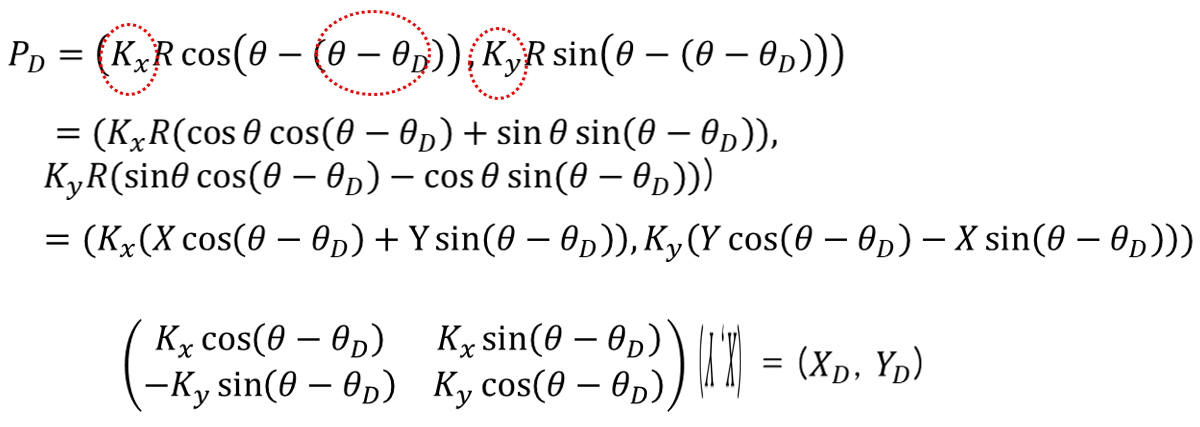 P_D = (K_x R cos(θ − (θ − θ_D)), K_y R sin(θ − (θ − θ_D)))
= (K_x R(cos θ cos(θ − θ_D) + sin θ sin(θ − θ_D)),
K_y R(sinθ cos(θ − θ_D) − cos θ sin(θ − θ_D)))
= (K_x(X cos(θ − θ_D) + Y sin(θ − θ_D)), K_y(Y cos(θ − θ_D) − X sin(θ − θ_D)))
(K_x cos(θ − θ_D) K_x sin(θ − θ_D)
−K_y sin(θ − θ_D) K_y cos(θ − θ_D)) = (X_D, Y_D)